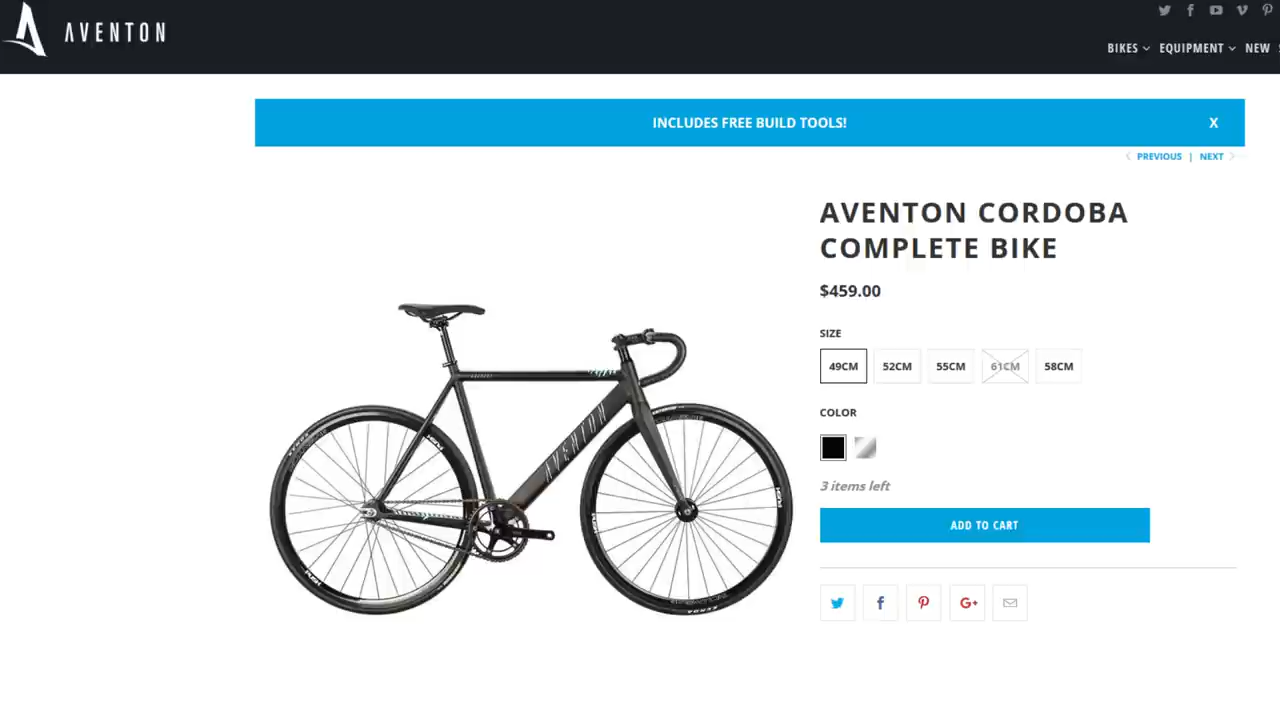 AVENTON
BIKES EQUIPMENT NEW
INCLUDES FREE BUILD TOOLS!
X
PREVIOUS | NEXT
AVENTON CORDOBA
COMPLETE BIKE
$459.00
SIZE
49CM 52CM 55CM 61CM 58CM
COLOR
3 items left
ADD TO CART
AVENTON